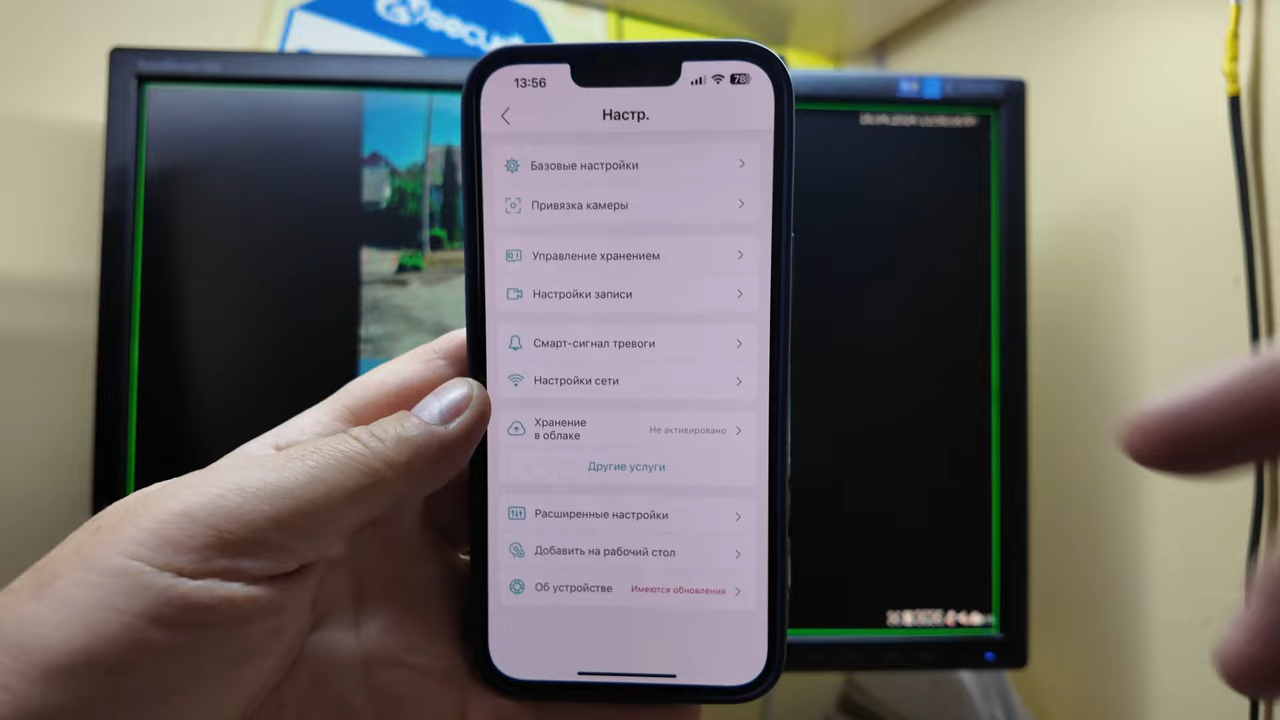 secur
13:56
78
Настр.
Базовые настройки
Привязка камеры
Управление хранением
Настройки записи
Смарт-сигнал тревоги
Настройки сети
Хранение
в облаке
Не активировано
Другие услуги
Расширенные настройки
Добавить на рабочий стол
Об устройстве
Имеются обновления